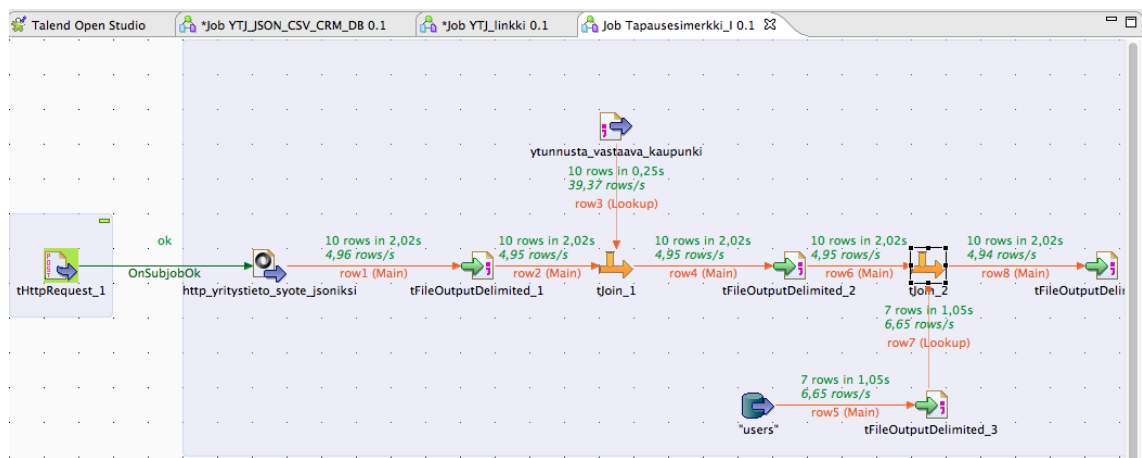 Talend Open Studio
*Job YTJ_JSON_CSV_CRM_DB 0.1
*Job YTJ_linkki 0.1
Job Tapausesimerkki_I 0.1
ytunnusta_vastaava_kaupunki
10 rows in 0,25s
39,37 rows/s
row3 (Lookup)
ok
OnSubjobOk
POST
tHttpRequest_1
http_yritystieto_syote_jsoniksi
10 rows in 2,02s
4,96 rows/s
row1 (Main)
tFileOutputDelimited_1
10 rows in 2,02s
4,95 rows/s
row2 (Main)
tJoin_1
10 rows in 2,02s
4,95 rows/s
row4 (Main)
tFileOutputDelimited_2
10 rows in 2,02s
4,95 rows/s
row6 (Main)
tJoin_2
10 rows in 2,02s
4,94 rows/s
row8 (Main)
tFileOutputDeli
7 rows in 1,05s
6,65 rows/s
row7 (Lookup)
"users"
7 rows in 1,05s
6,65 rows/s
row5 (Main)
tFileOutputDelimited_3